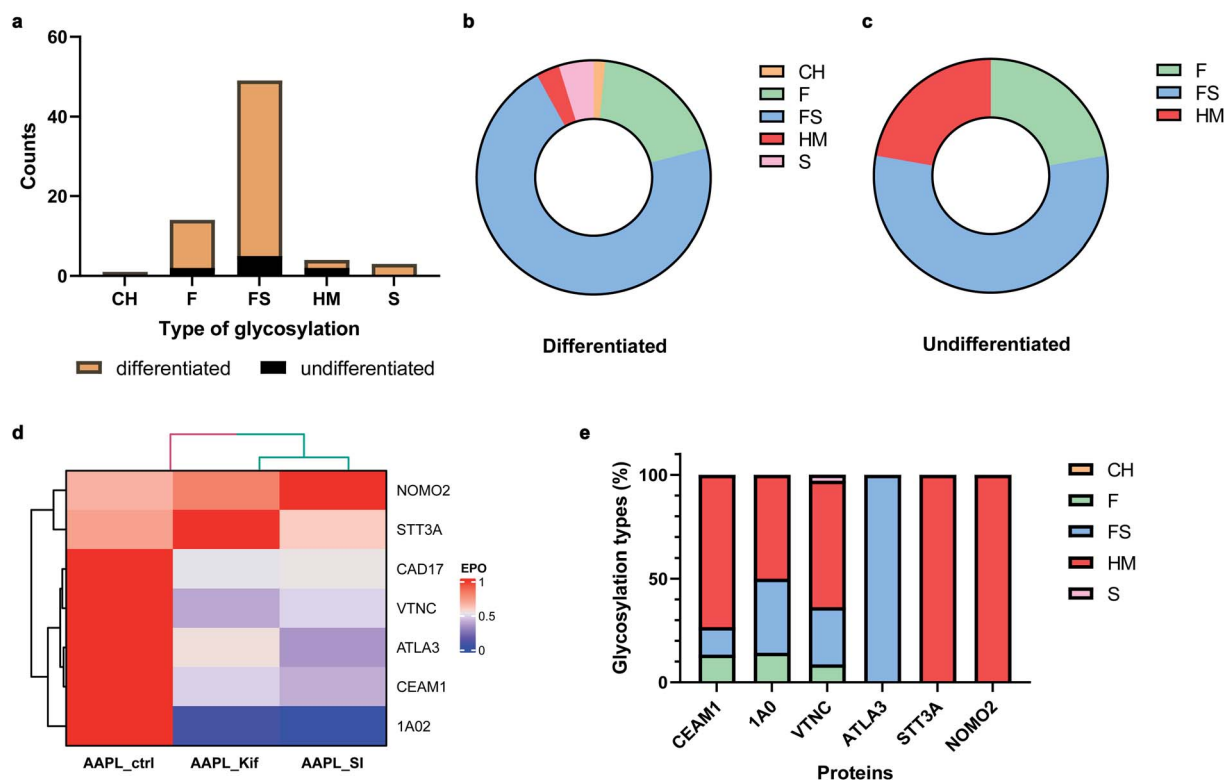 a
60
40
20
0
Counts
CH F FS HM S
Type of glycosylation
differentiated undifferentiated
b
CH
F
FS
HM
S
Differentiated
c
F
FS
HM
Undifferentiated
d
NOMO2
STT3A
CAD17
VTNC
ATLA3
CEAM1
1A02
AAPL_ctrl AAPL_Kif AAPL_SI
EPO
1
0.5
0
e
100
50
0
Glycosylation types (%)
CEAM1 1A0 VTNC ATLA3 STT3A NOMO2
Proteins
CH
F
FS
HM
S